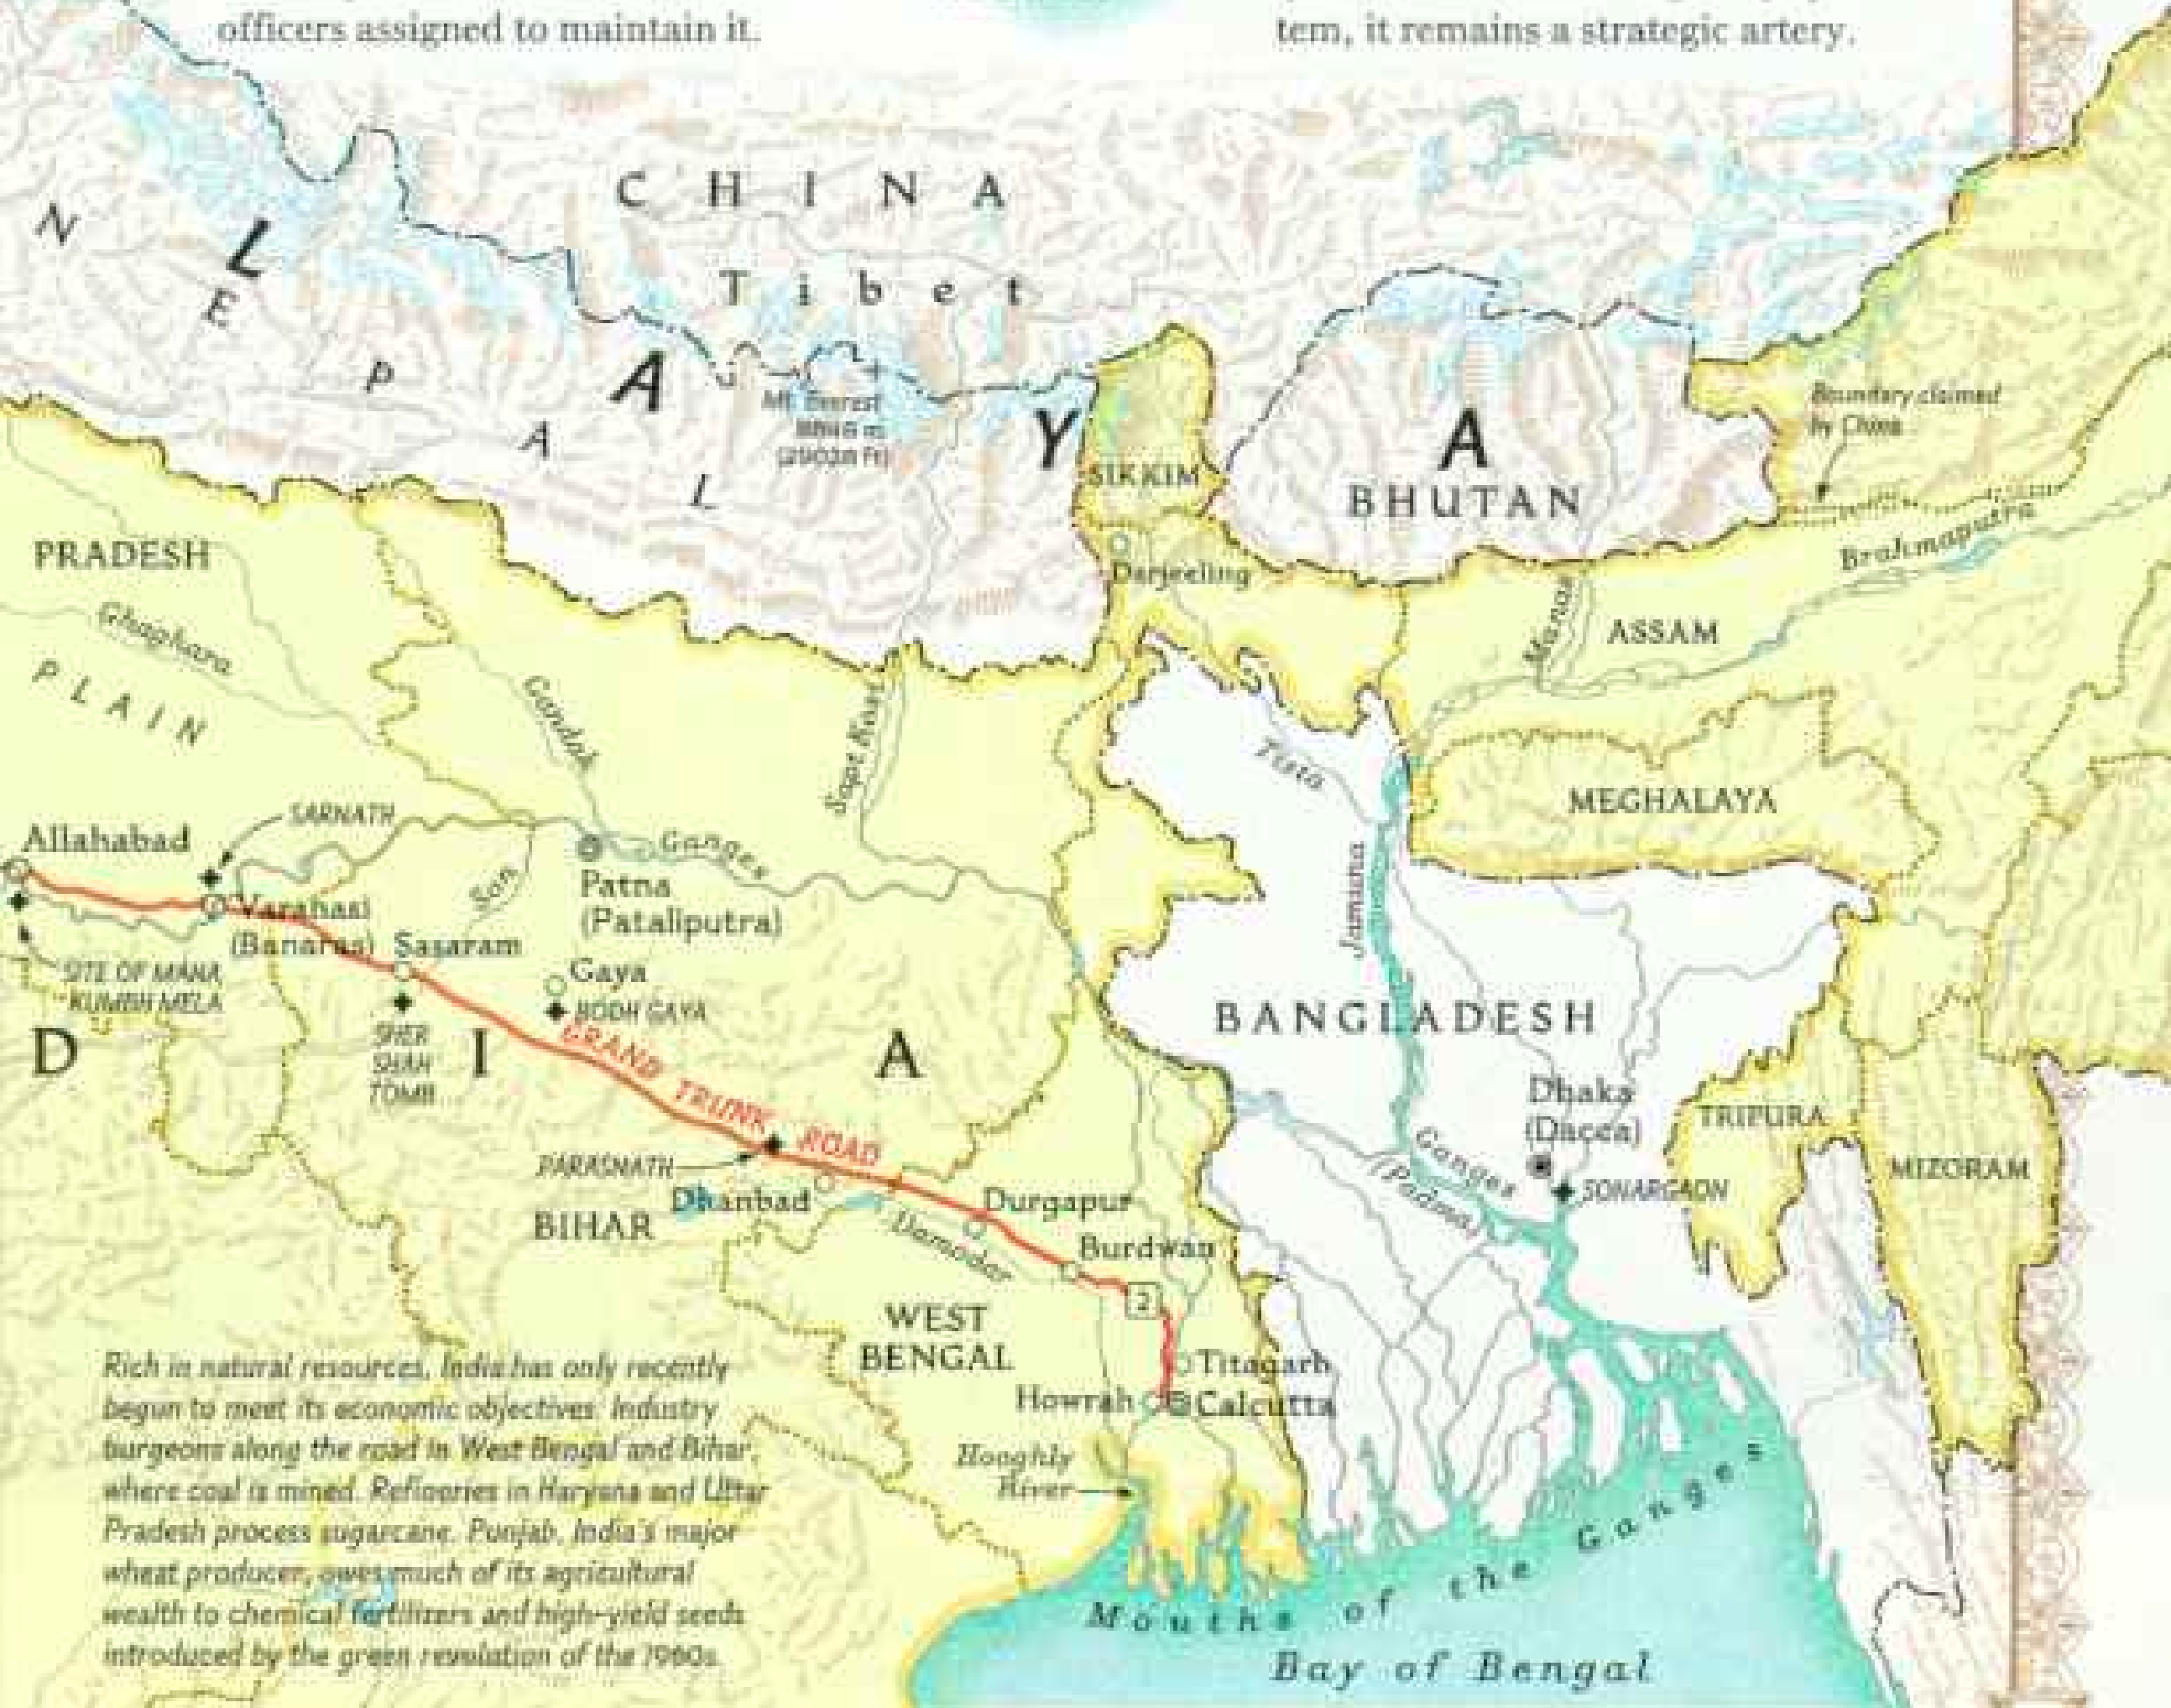 officers assigned to maintain it.
tem, it remains a strategic artery.
CHINA
Tibet
NEPAL
L
A
Y
A
Mt. Everest
8848 m
(29028 ft)
SIKKIM
BHUTAN
Boundary claimed
by China
Darjeeling
Brahmaputra
PRADESH
Manas
ASSAM
Ghaghara
PLAIN
Gandak
Sapt Kosi
Tista
MEGHALAYA
SARNATH
Allahabad
Ganges
Son
Patna
(Pataliputra)
Jamuna
Varanasi
(Banaras)
Sasaram
SITE OF MAHA
KUMBH MELA
Gaya
BODH GAYA
BANGLADESH
SHER
SHAH
TOMB
D I A
GRAND TRUNK ROAD
Dhaka
(Dacca)
TRIPURA
Ganges
(Padma)
SONARGAON
MIZORAM
PARASNATH
Dhanbad
Durgapur
BIHAR
Damodar
Burdwan
2
WEST
BENGAL
Titagarh
Howrah
Calcutta
Hooghly
River
Rich in natural resources, India has only recently
begun to meet its economic objectives. Industry
burgeons along the road in West Bengal and Bihar,
where coal is mined. Refineries in Haryana and Uttar
Pradesh process sugarcane. Punjab, India's major
wheat producer, owes much of its agricultural
wealth to chemical fertilizers and high-yield seeds
introduced by the green revolution of the 1960s.
Mouths of the Ganges
Bay of Bengal